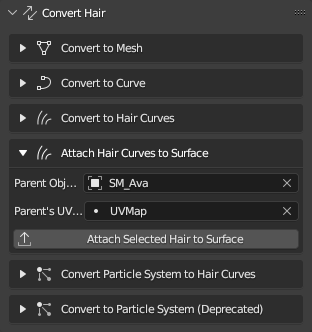 Convert Hair
Convert to Mesh
Convert to Curve
Convert to Hair Curves
Attach Hair Curves to Surface
Parent Obj... SM_Ava
Parent's UV... UVMap
Attach Selected Hair to Surface
Convert Particle System to Hair Curves
Convert to Particle System (Deprecated)